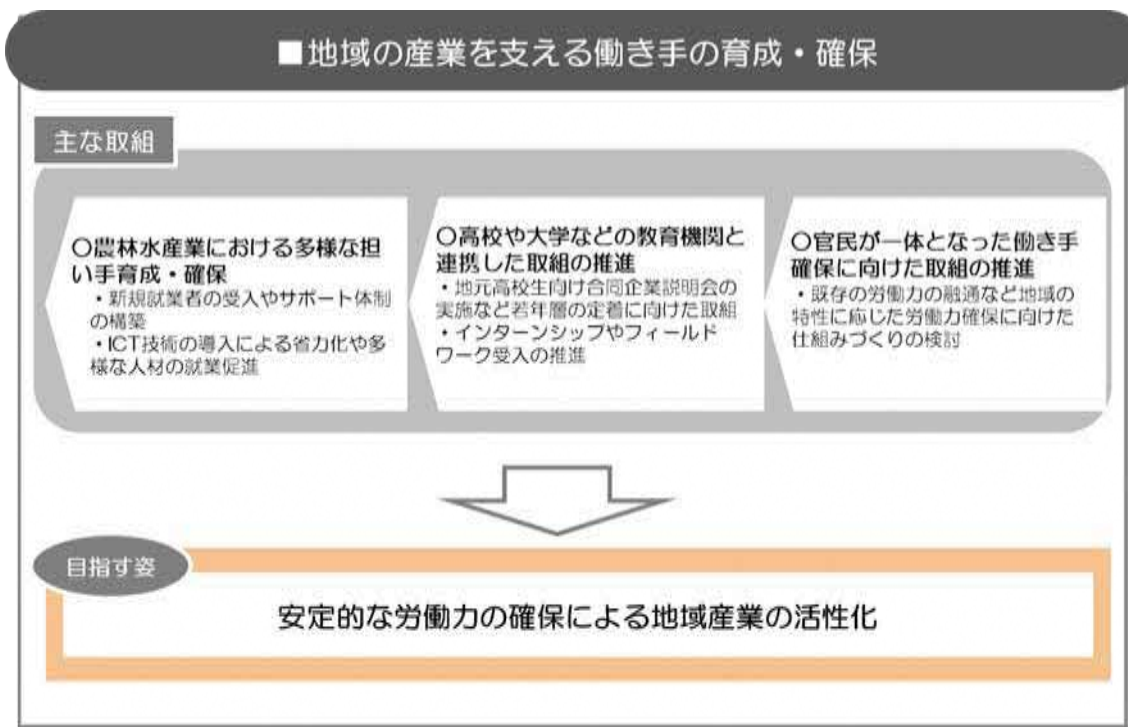 ■地域の産業を支える働き手の育成・確保
主な取組
〇農林水産業における多様な担
い手育成・確保
・新規就業者の受入やサポート体制
の構築
・ICT技術の導入による省力化や多
様な人材の就業促進
〇高校や大学などの教育機関と
連携した取組の推進
・地元高校生向け合同企業説明会の
実施など若年層の定着に向けた取組
・インターンシップやフィールド
ワーク受入の推進
〇官民が一体となった働き手
確保に向けた取組の推進
・既存の労働力の融通など地域の
特性に応じた労働力確保に向けた
仕組みづくりの検討
目指す姿
安定的な労働力の確保による地域産業の活性化